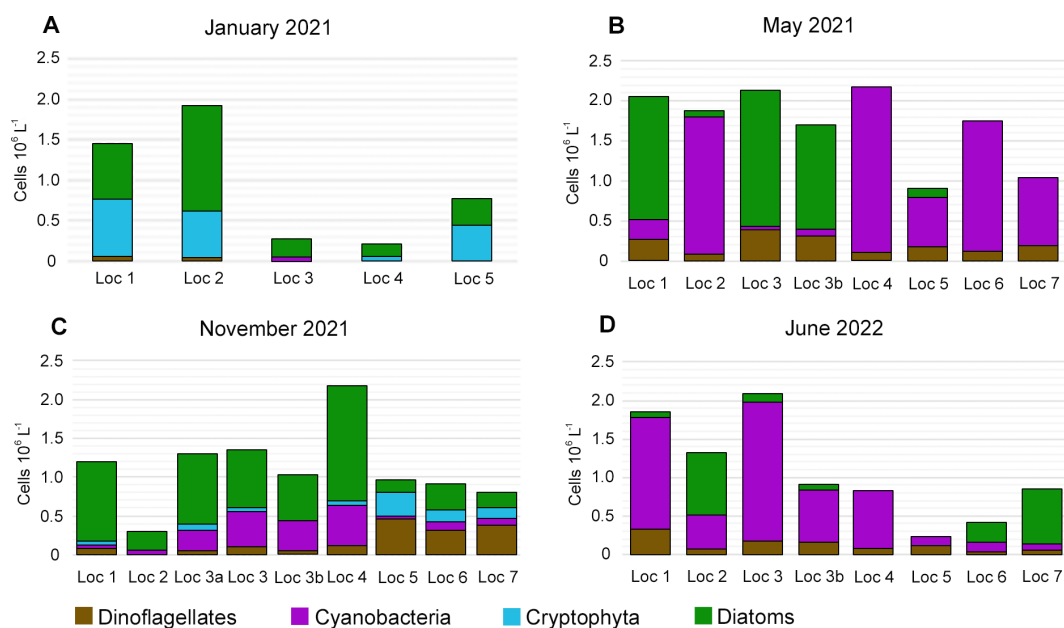 A
January 2021
Cells 10⁶ L⁻¹
2.5
2.0
1.5
1.0
0.5
0
Loc 1 Loc 2 Loc 3 Loc 4 Loc 5
B
May 2021
Cells 10⁶ L⁻¹
2.5
2.0
1.5
1.0
0.5
0
Loc 1 Loc 2 Loc 3 Loc 3b Loc 4 Loc 5 Loc 6 Loc 7
C
November 2021
Cells 10⁶ L⁻¹
2.5
2.0
1.5
1.0
0.5
0
Loc 1 Loc 2 Loc 3a Loc 3 Loc 3b Loc 4 Loc 5 Loc 6 Loc 7
D
June 2022
Cells 10⁶ L⁻¹
2.5
2.0
1.5
1.0
0.5
0
Loc 1 Loc 2 Loc 3 Loc 3b Loc 4 Loc 5 Loc 6 Loc 7
Dinoflagellates Cyanobacteria Cryptophyta Diatoms